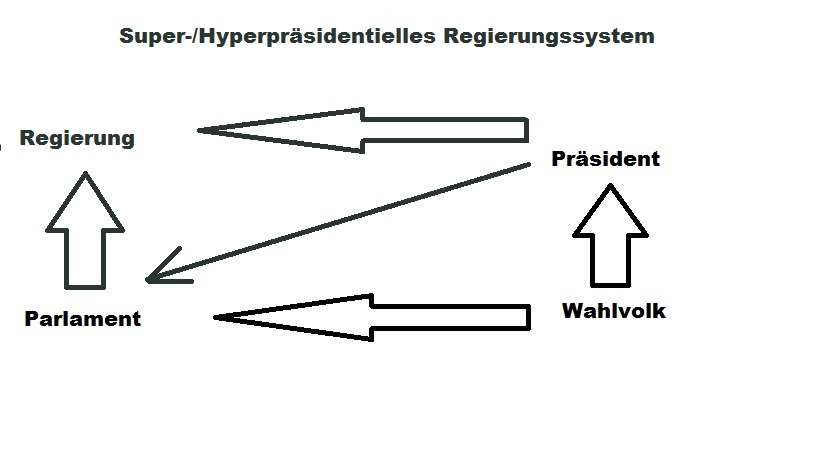 Super-/Hyperpräsidentielles Regierungssystem
Regierung
Präsident
Parlament
Wahlvolk